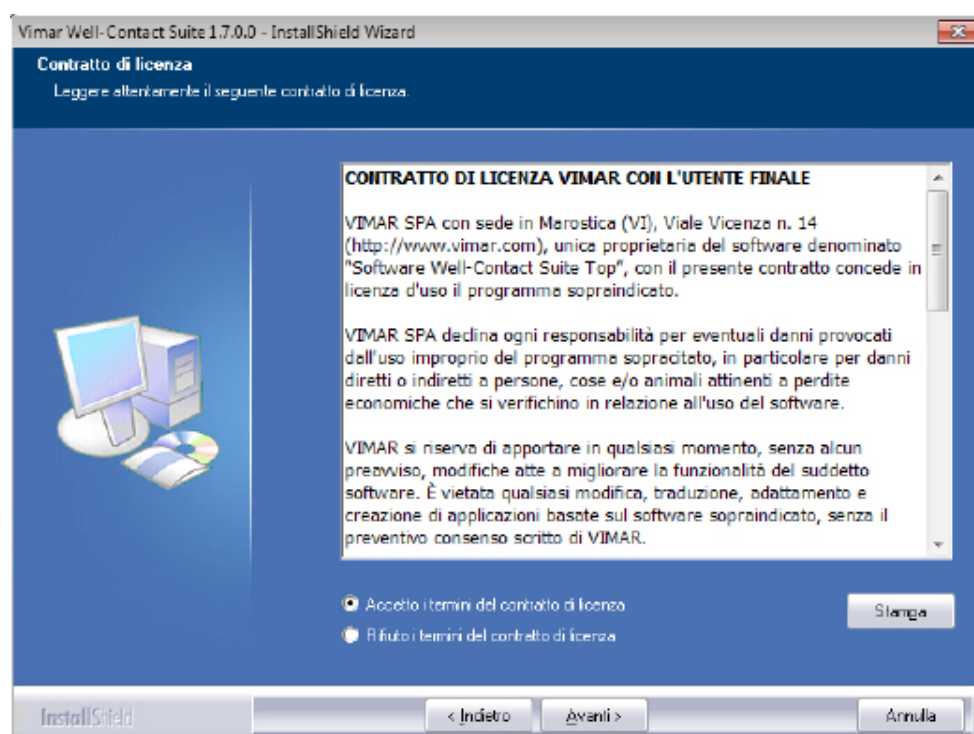 Vimar Well-Contact Suite 1.7.0.0 - InstallShield Wizard
Contratto di licenza
Leggere attentamente il seguente contratto di licenza.
CONTRATTO DI LICENZA VIMAR CON L'UTENTE FINALE
VIMAR SPA con sede in Marostica (VI), Viale Vicenza n. 14
(http://www.vimar.com), unica proprietaria del software denominato
"Software Well-Contact Suite Top", con il presente contratto concede in
licenza d'uso il programma sopraindicato.
VIMAR SPA declina ogni responsabilità per eventuali danni provocati
dall'uso improprio del programma sopracitato, in particolare per danni
diretti o indiretti a persone, cose e/o animali attinenti a perdite
economiche che si verifichino in relazione all'uso del software.
VIMAR si riserva di apportare in qualsiasi momento, senza alcun
preavviso, modifiche atte a migliorare la funzionalità del suddetto
software. È vietata qualsiasi modifica, traduzione, adattamento e
creazione di applicazioni basate sul software sopraindicato, senza il
preventivo consenso scritto di VIMAR.
Accetto i termini del contratto di licenza
Rifiuto i termini del contratto di licenza
Stampa
InstallShield
< Indietro
Avanti >
Annulla